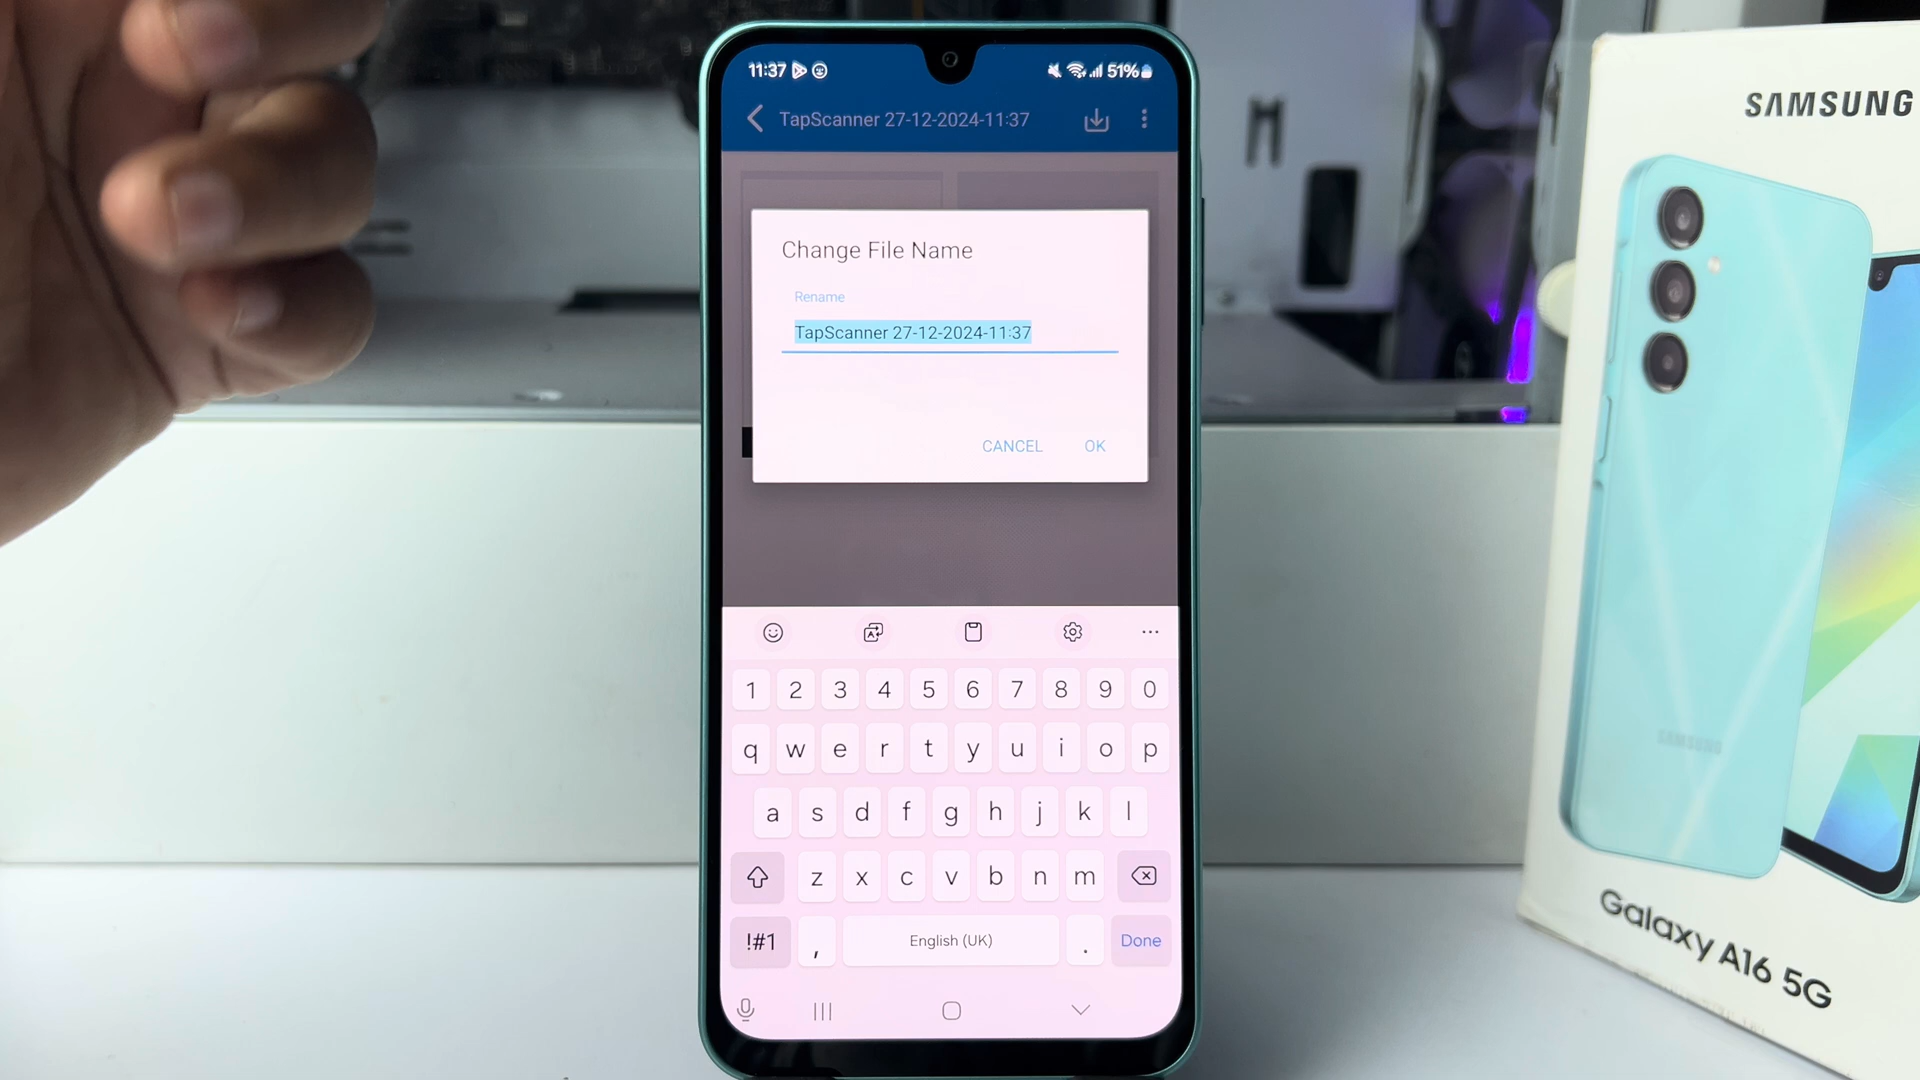 11:37
51%
TapScanner 27-12-2024-11:37
Change File Name
Rename
TapScanner 27-12-2024-11:37
CANCEL OK
1 2 3 4 5 6 7 8 9 0
q w e r t y u i o p
a s d f g h j k l
z x c v b n m
!#1 , English (UK) . Done
SAMSUNG
SAMSUNG
Galaxy A16 5G